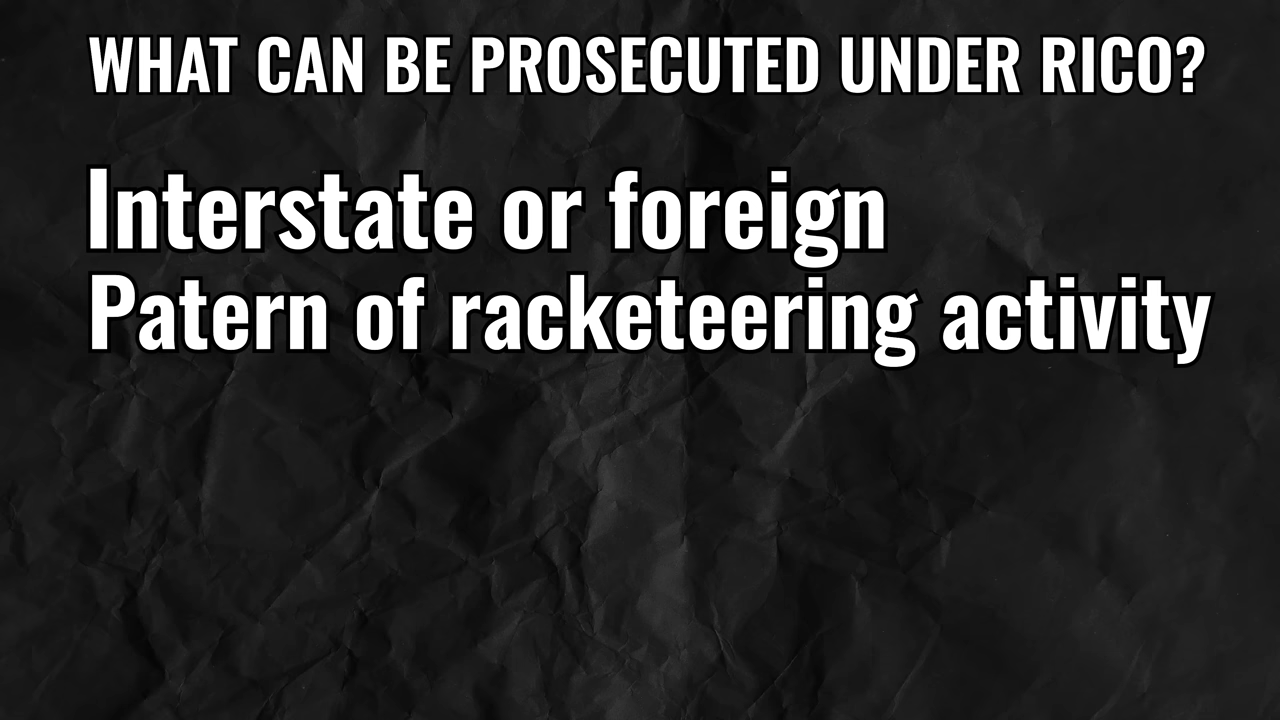 WHAT CAN BE PROSECUTED UNDER RICO?
Interstate or foreign
Patern of racketeering activity